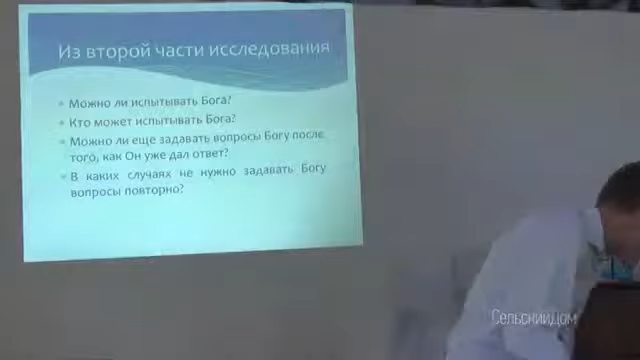 Из второй части исследования
Можно ли испытывать Бога?
Кто может испытывать Бога?
Можно ли еще задавать вопросы Богу после
того, как Он уже дал ответ?
В каких случаях не нужно задавать Богу
вопросы повторно?
СельскийДом